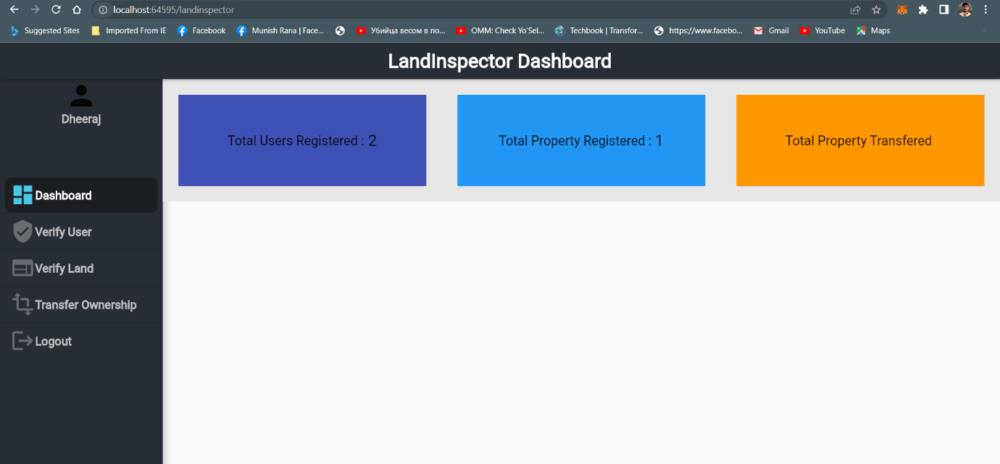 localhost:64595/landinspector
Suggested Sites Imported From IE Facebook Munish Rana | Face... Убийца весом в по... OMM: Check Yo'Sel... Techbook | Transfor... https://www.facebo... Gmail YouTube Maps
LandInspector Dashboard
Dheeraj
Dashboard
Verify User
Verify Land
Transfer Ownership
Logout
Total Users Registered : 2
Total Property Registered : 1
Total Property Transfered